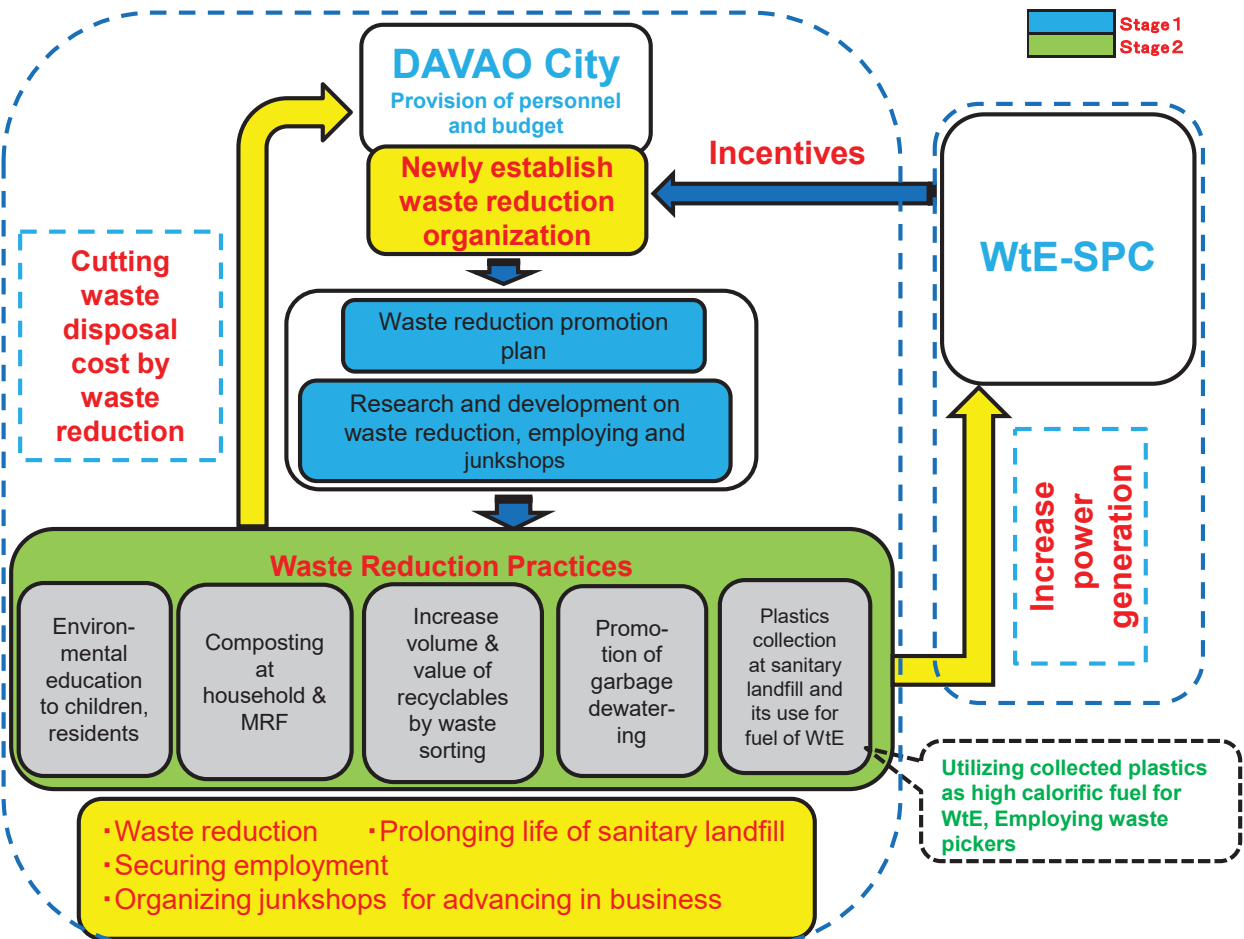 Stage 1
Stage 2
DAVAO City
Provision of personnel
and budget
Newly establish
waste reduction
organization
Incentives
WtE-SPC
Cutting
waste
disposal
cost by
waste
reduction
Waste reduction promotion
plan
Research and development on
waste reduction, employing and
junkshops
Increase
power
generation
Waste Reduction Practices
Environ-
mental
education
to children,
residents
Composting
at
household &
MRF
Increase
volume &
value of
recyclables
by waste
sorting
Promo-
tion of
garbage
dewater-
ing
Plastics
collection
at sanitary
landfill and
its use for
fuel of WtE
Utilizing collected plastics
as high calorific fuel for
WtE, Employing waste
pickers
・Waste reduction ・Prolonging life of sanitary landfill
・Securing employment
・Organizing junkshops for advancing in business